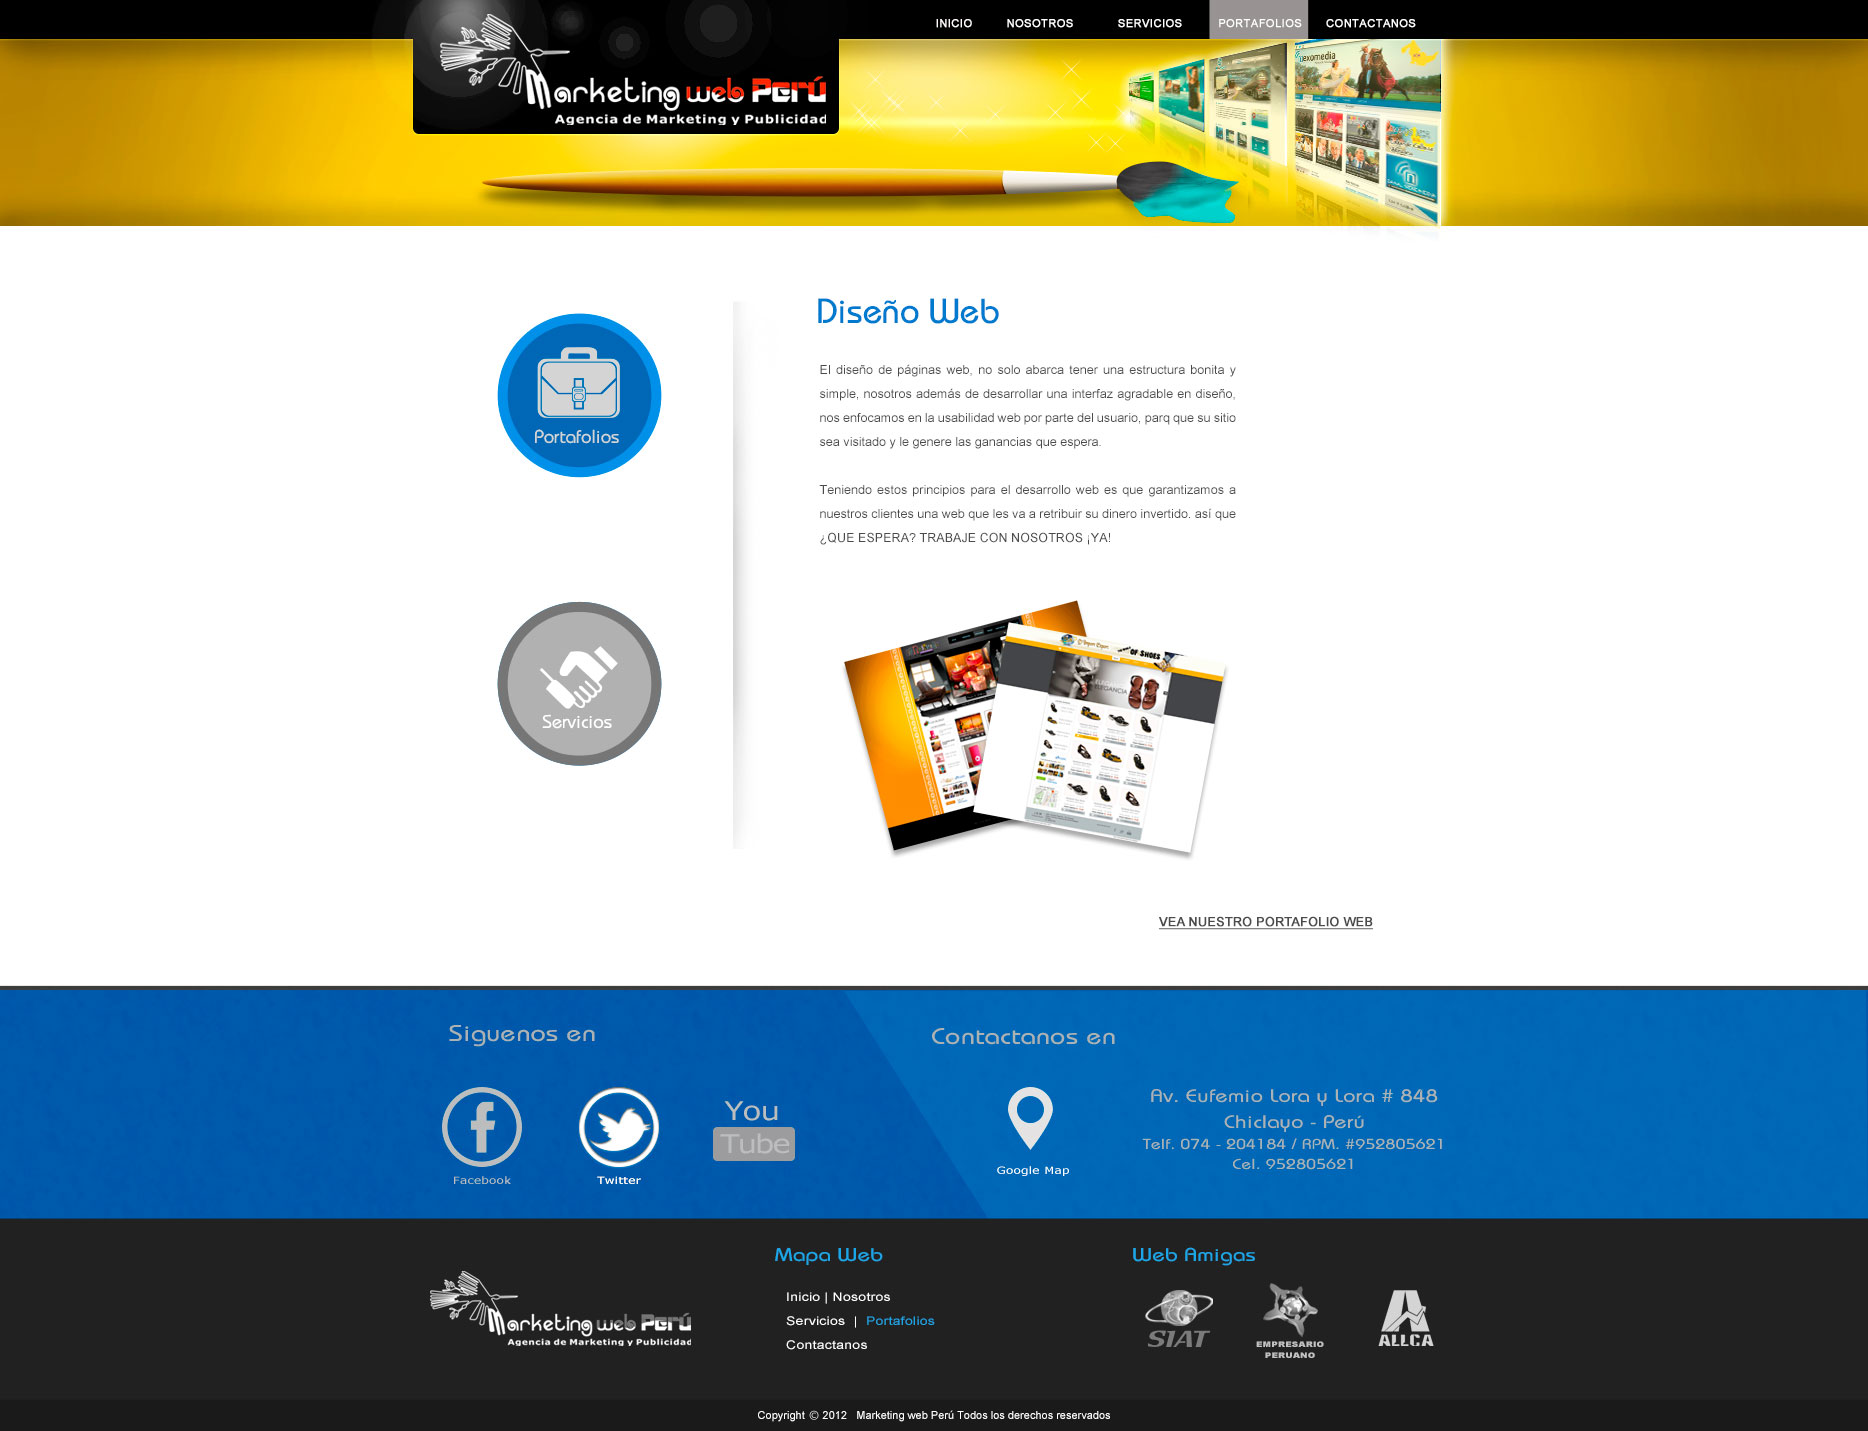 INICIO NOSOTROS SERVICIOS PORTAFOLIOS CONTACTANOS
Marketing web Perú
Agencia de Marketing y Publicidad
exomedia
Diseño Web
El diseño de páginas web, no solo abarca tener una estructura bonita y
simple, nosotros además de desarrollar una interfaz agradable en diseño,
nos enfocamos en la usabilidad web por parte del usuario, parq que su sitio
sea visitado y le genere las ganancias que espera.
Teniendo estos principios para el desarrollo web es que garantizamos a
nuestros clientes una web que les va a retribuir su dinero invertido. así que
¿QUE ESPERA? TRABAJE CON NOSOTROS ¡YA!
Portafolios
Servicios
OF SHOES
ELEGANCIA
VEA NUESTRO PORTAFOLIO WEB
Siguenos en
Facebook
Twitter
You
Tube
Contactanos en
Google Map
Av. Eufemio Lora y Lora # 848
Chiclayo - Perú
Telf. 074 - 204184 / RPM. #952805621
Cel. 952805621
Marketing web Perú
Agencia de Marketing y Publicidad
Mapa Web
Inicio | Nosotros
Servicios | Portafolios
Contactanos
Web Amigas
SIAT
EMPRESARIO
PERUANO
ALLCA
Copyright © 2012 Marketing web Perú Todos los derechos reservados